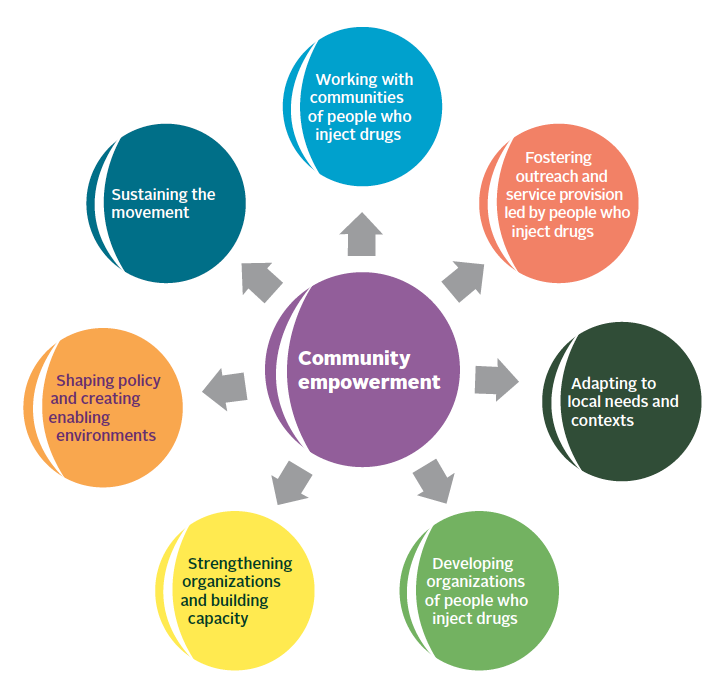 Working with
communities
of people who
inject drugs
Fostering
outreach and
service provision
led by people who
inject drugs
Adapting to
local needs and
contexts
Developing
organizations
of people who
inject drugs
Strengthening
organizations
and building
capacity
Shaping policy
and creating
enabling
environments
Sustaining the
movement
Community
empowerment